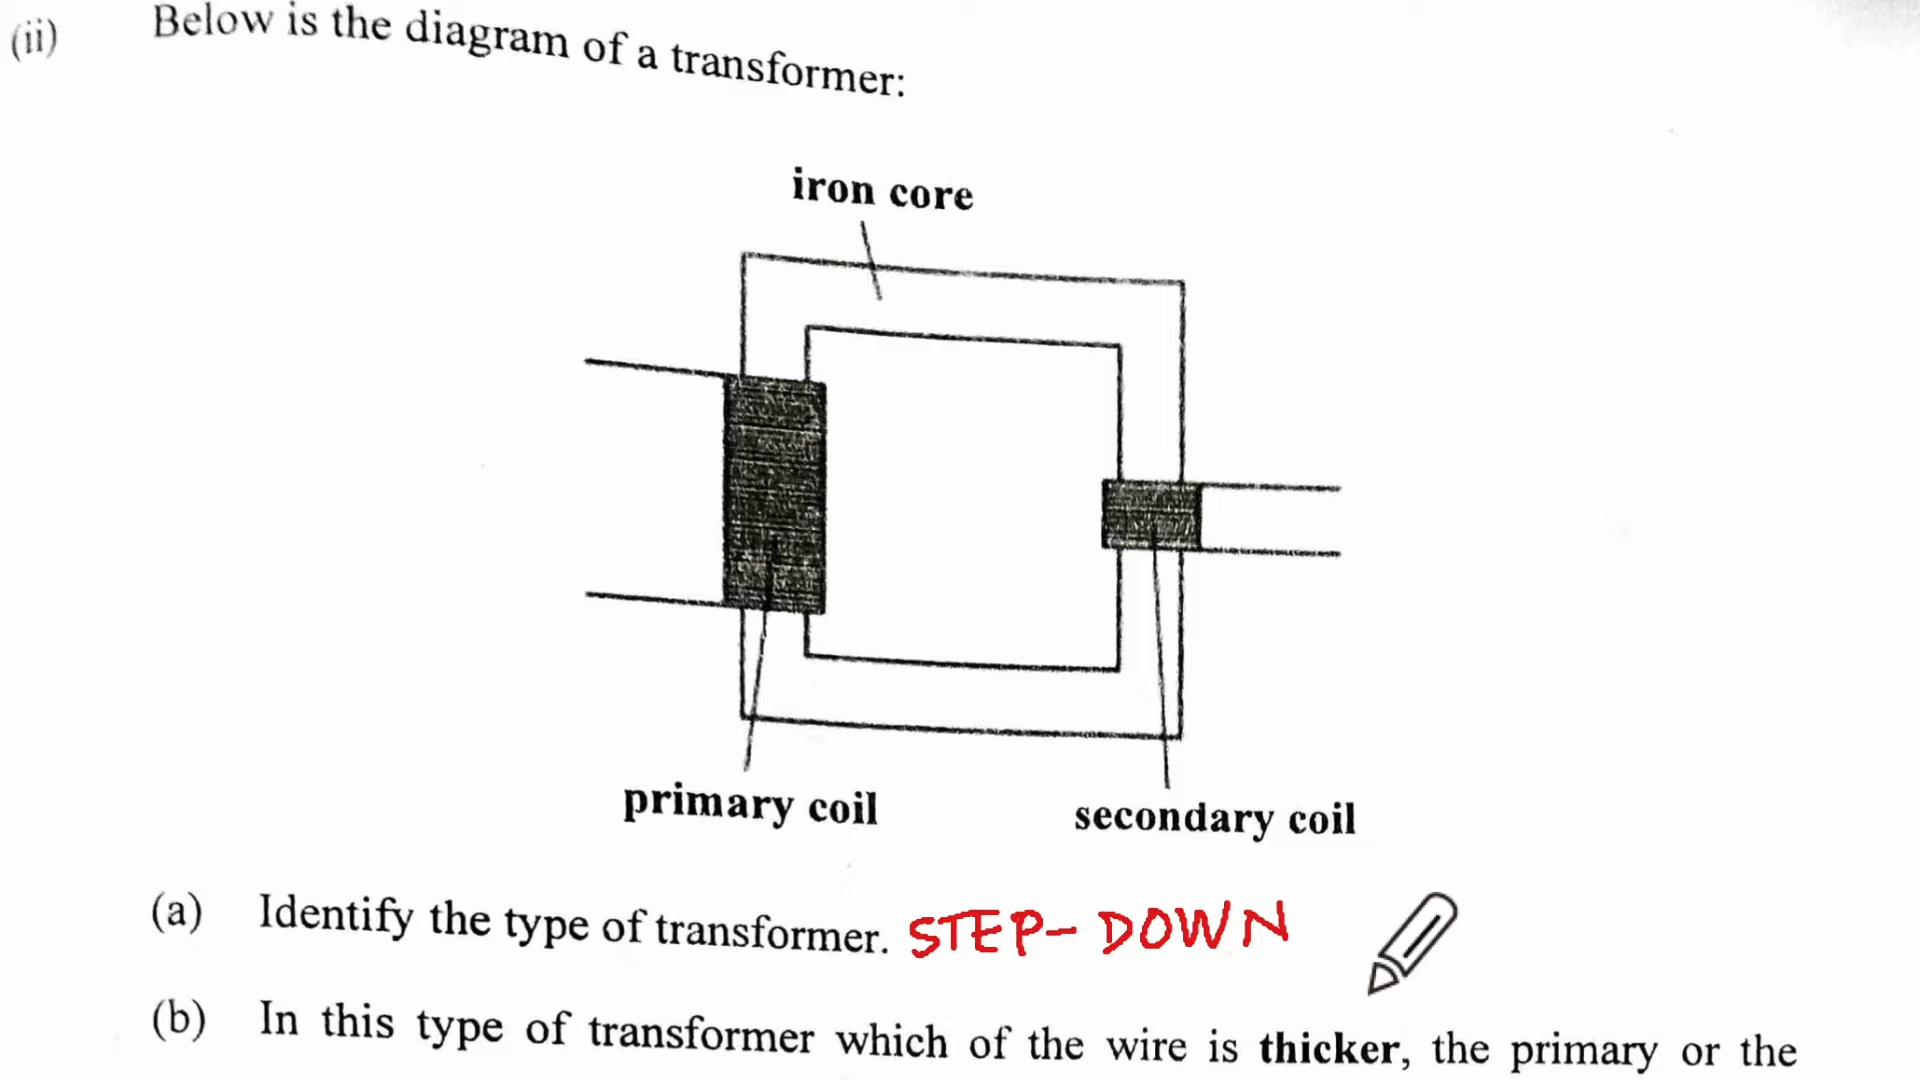 (ii) Below is the diagram of a transformer:
iron core
primary coil
secondary coil
(a) Identify the type of transformer. STEP-DOWN
(b) In this type of transformer which of the wire is thicker, the primary or the